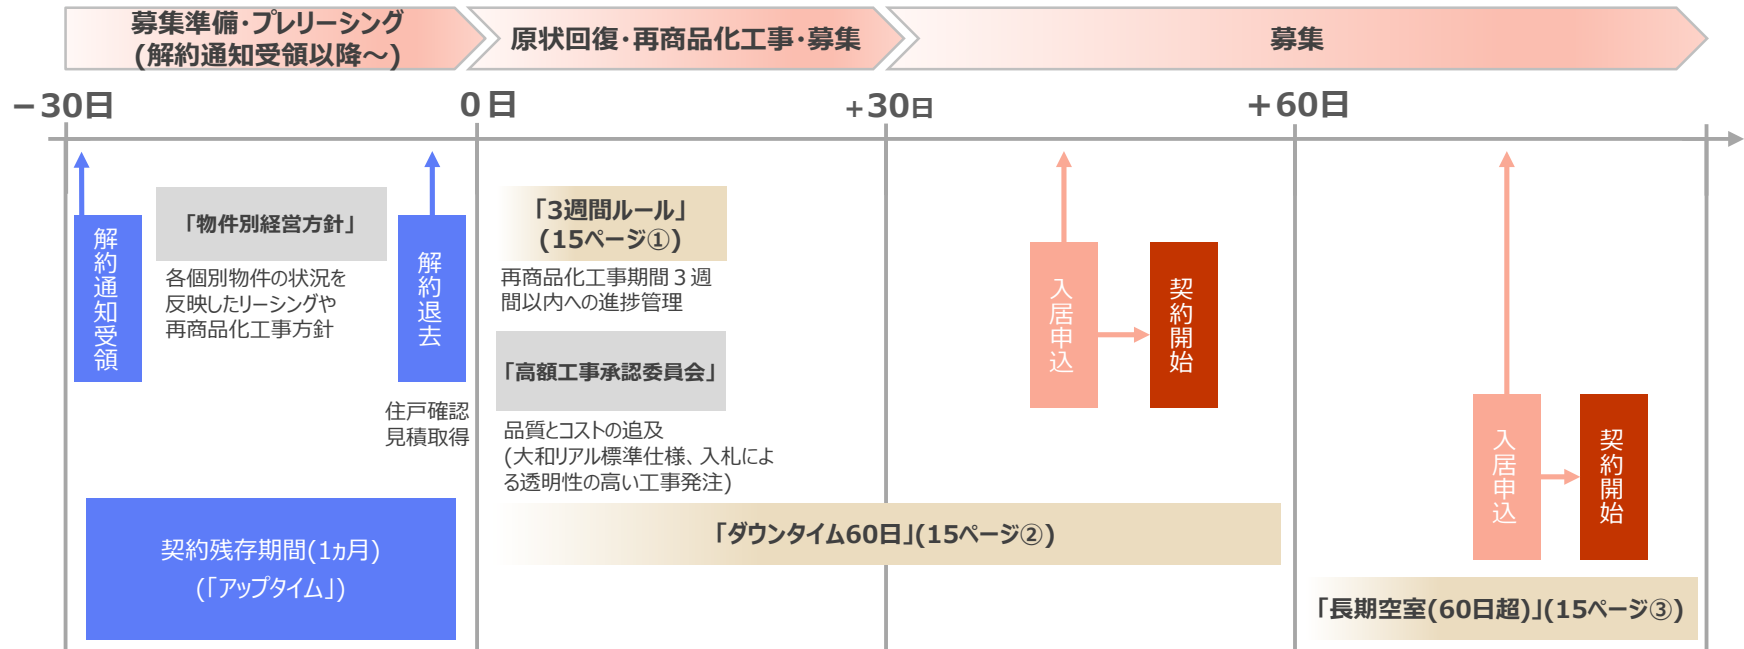 募集準備・プレリーシング
(解約通知受領以降～)
原状回復・再商品化工事・募集
募集
－30日
0日
+30日
+60日
解約通知受領
「物件別経営方針」
各個別物件の状況を
反映したリーシングや
再商品化工事方針
解約退去
住戸確認
見積取得
「3週間ルール」
(15ページ①)
再商品化工事期間３週
間以内への進捗管理
「高額工事承認委員会」
品質とコストの追及
(大和リアル標準仕様、入札によ
る透明性の高い工事発注)
入居申込
契約開始
入居申込
契約開始
契約残存期間(1ヵ月)
(「アップタイム」)
「ダウンタイム60日」(15ページ②)
「長期空室(60日超)」(15ページ③)